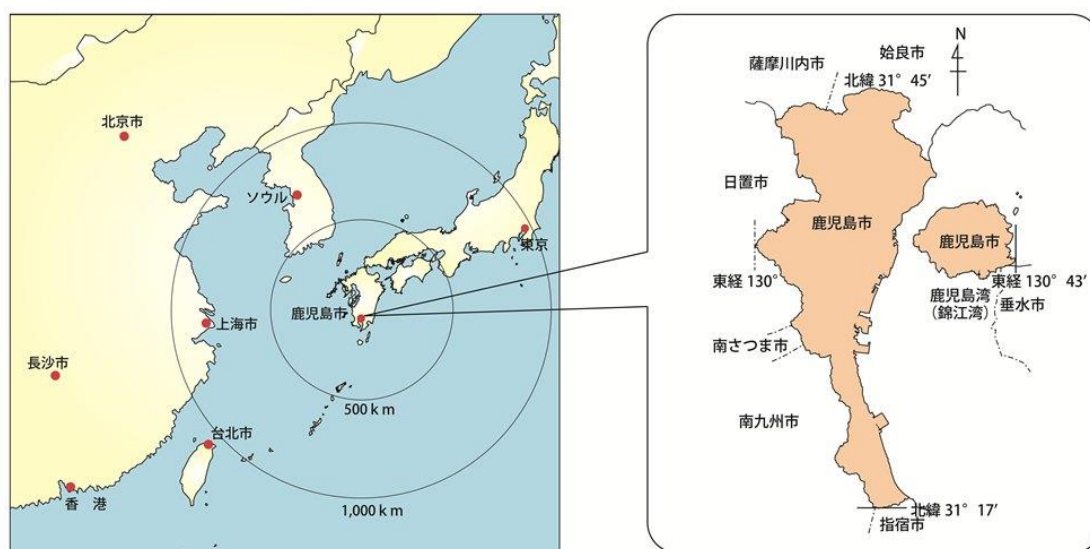 北京市
ソウル
東京
鹿児島市
上海市
長沙市
500ｋm
台北市
香　港
1,000ｋm
N
姶良市
薩摩川内市
北緯 31°45′
日置市
鹿児島市
鹿児島市
東経 130°
東経 130°43′
鹿児島湾
（錦江湾）
垂水市
南さつま市
南九州市
北緯 31°17′
指宿市